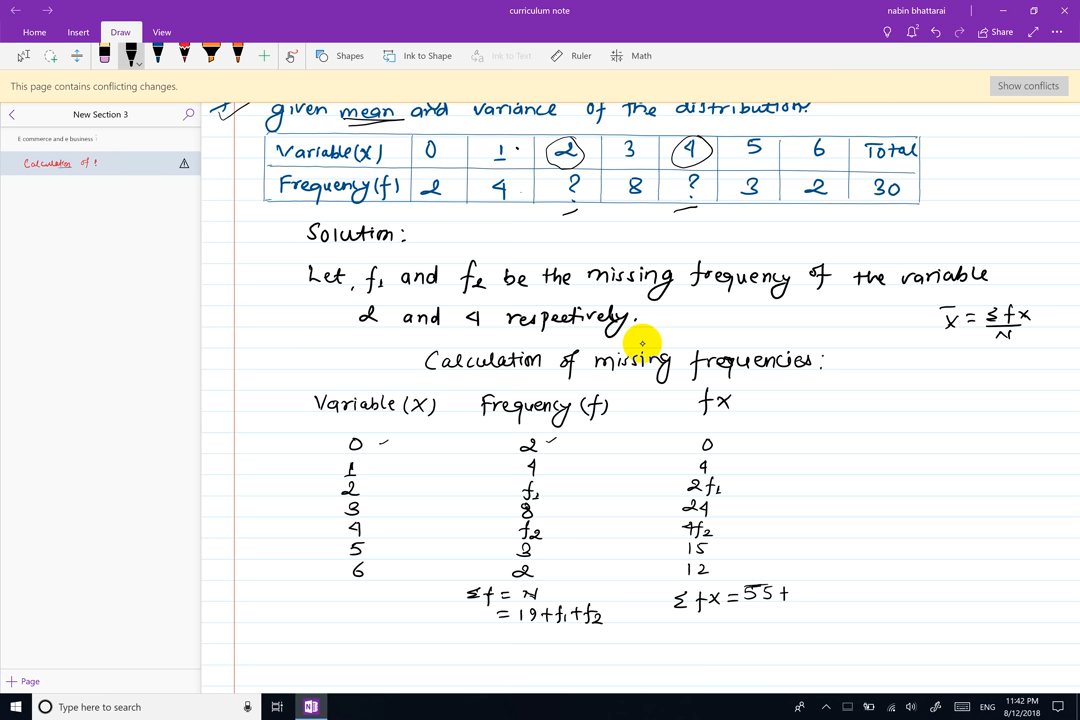 curriculum note
nabin bhattarai
Home Insert Draw View
Share
Shapes Ink to Shape Ink to Text Ruler Math
This page contains conflicting changes.
Show conflicts
New Section 3
E commerce and e business :
Calculation of !
given mean and variance of the distribution.
Variable(x) 0 1 2 3 4 5 6 Total
Frequency(f) 2 4 ? 8 ? 3 2 30
Solution:
Let, f₁ and f₂ be the missing frequency of the variable
2 and 4 respectively.
x̄ = Σfx/N
Calculation of missing frequencies:
Variable (X) Frequency (f) fx
0 2 0
1 4 4
2 f₁ 2f₁
3 8 24
4 f₂ 4f₂
5 3 15
6 2 12
Σf = N
= 19+f₁+f₂
Σfx = 55+
+ Page
Type here to search
ENG
11:42 PM
8/12/2018